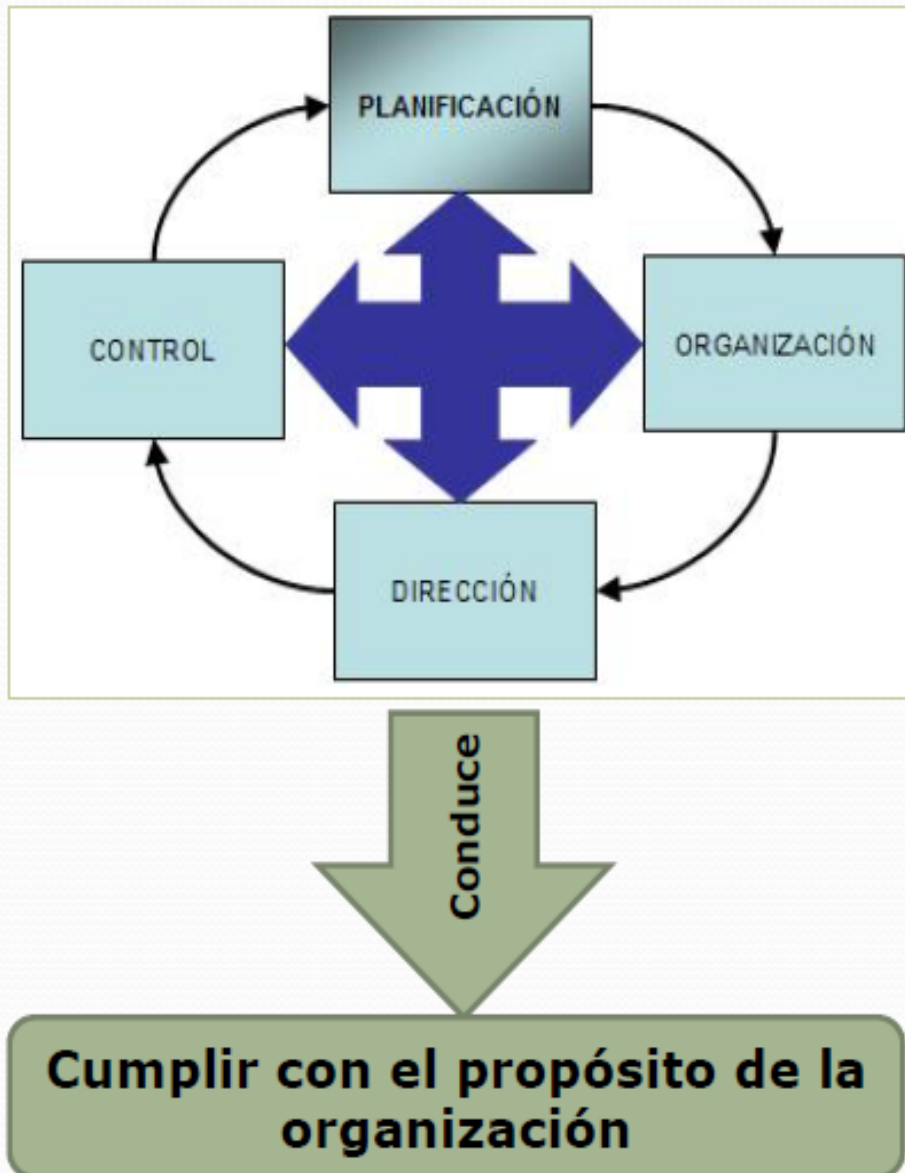 PLANIFICACIÓN
CONTROL
ORGANIZACIÓN
DIRECCIÓN
Conduce
Cumplir con el propósito de la
organización